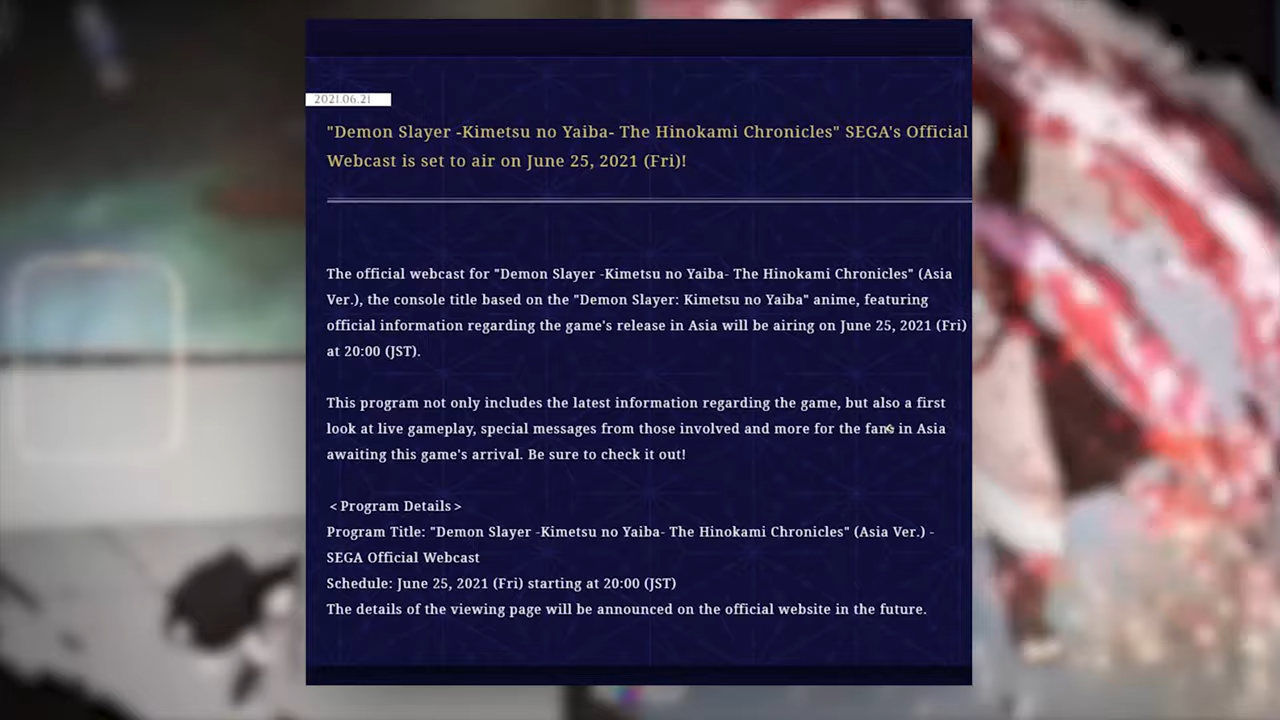 2021.06.21
"Demon Slayer -Kimetsu no Yaiba- The Hinokami Chronicles" SEGA's Official
Webcast is set to air on June 25, 2021 (Fri)!
The official webcast for "Demon Slayer -Kimetsu no Yaiba- The Hinokami Chronicles" (Asia
Ver.), the console title based on the "Demon Slayer: Kimetsu no Yaiba" anime, featuring
official information regarding the game's release in Asia will be airing on June 25, 2021 (Fri)
at 20:00 (JST).
This program not only includes the latest information regarding the game, but also a first
look at live gameplay, special messages from those involved and more for the fans in Asia
awaiting this game's arrival. Be sure to check it out!
<Program Details>
Program Title: "Demon Slayer -Kimetsu no Yaiba- The Hinokami Chronicles" (Asia Ver.) -
SEGA Official Webcast
Schedule: June 25, 2021 (Fri) starting at 20:00 (JST)
The details of the viewing page will be announced on the official website in the future.